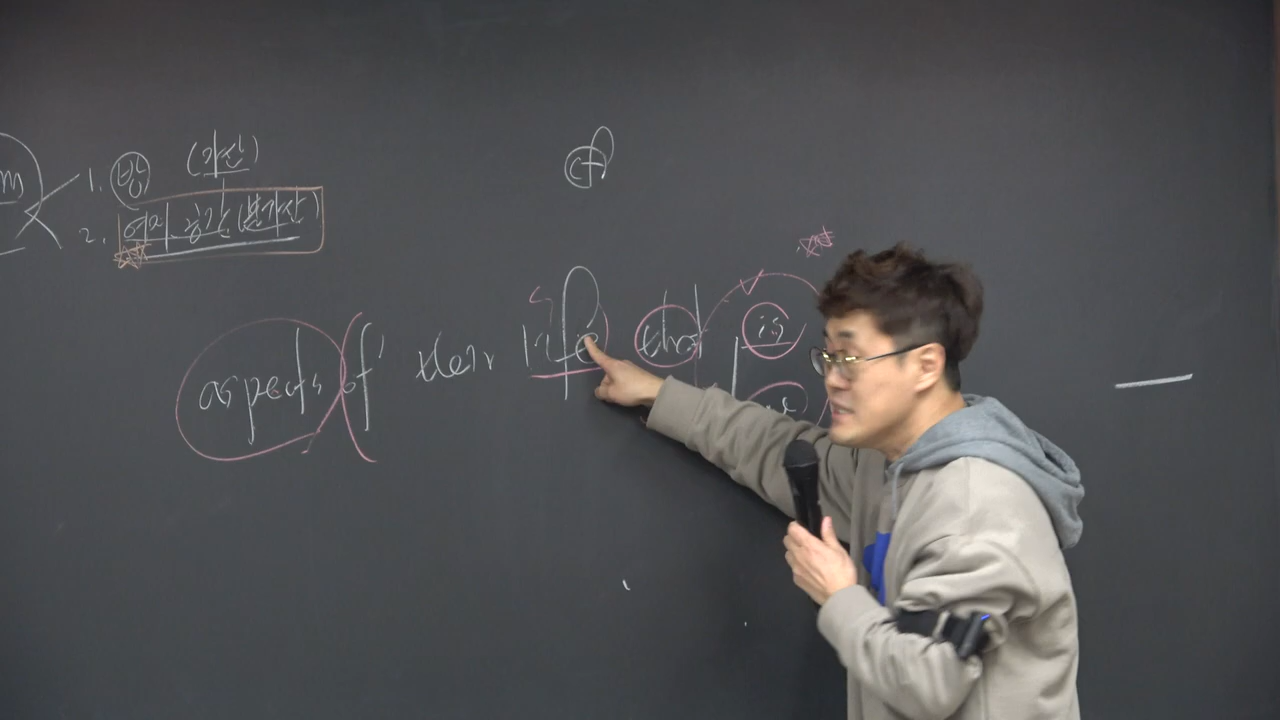 m
1. 방 (가산)
2. 여지, 공간 (불가산)
cf
aspects of their life that is